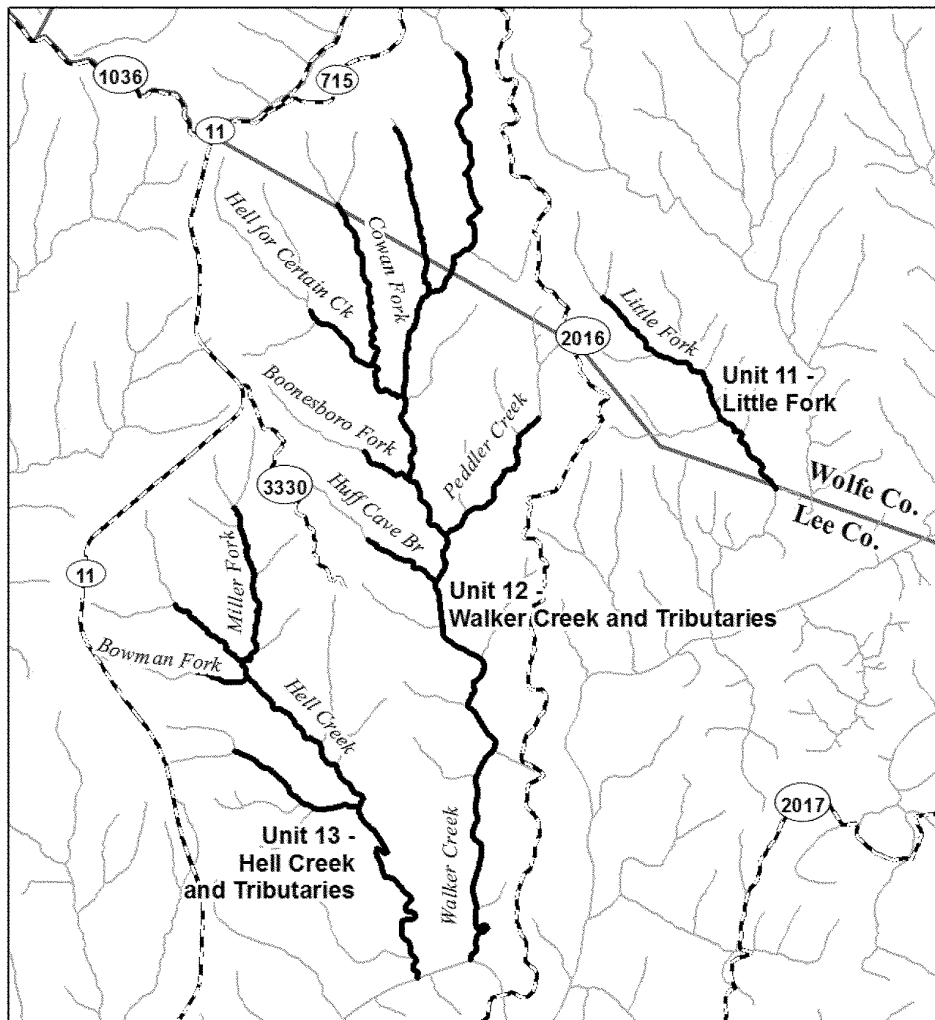 1036
715
11
Hell for Certain Ck
Cowan Fork
Little Fork
2016
Unit 11 -
Little Fork
Boonesboro Fork
Peddler Creek
3330
Huff Cave Br
Wolfe Co.
Lee Co.
11
Miller Fork
Unit 12 -
Walker Creek and Tributaries
Bowman Fork
Hell Creek
2017
Unit 13 -
Hell Creek
and Tributaries
Walker Creek